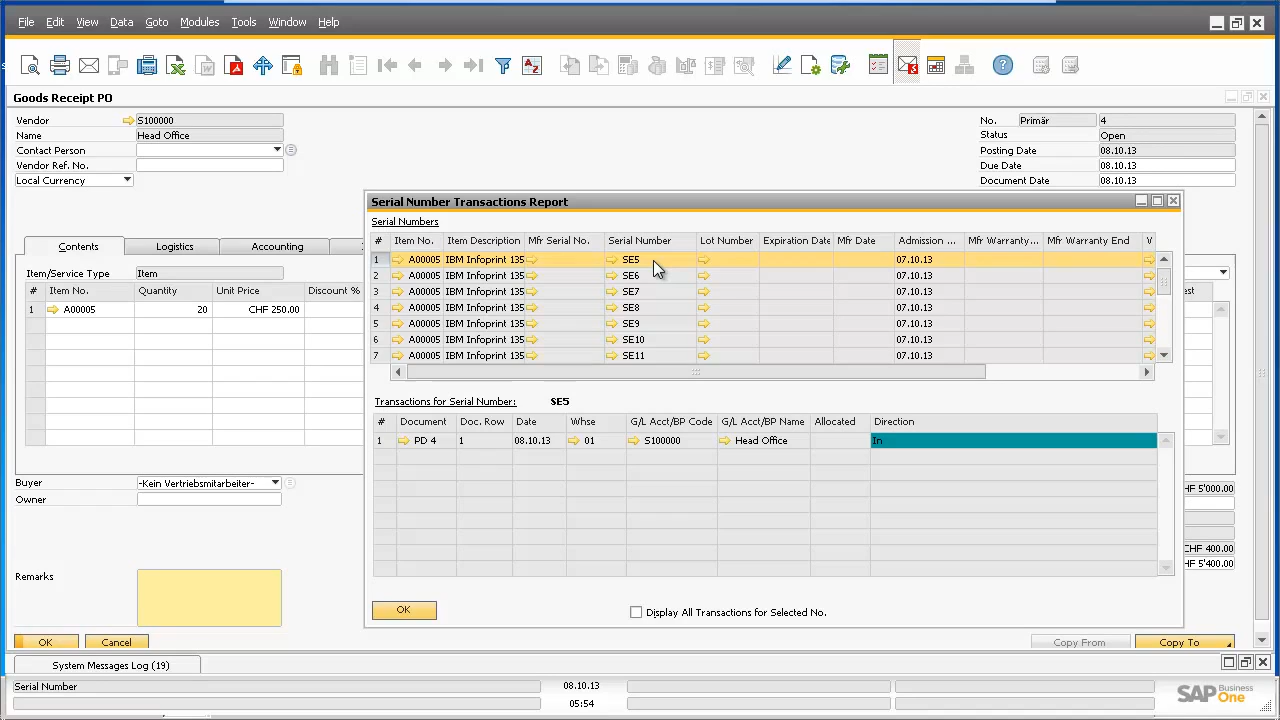 File Edit View Data Goto Modules Tools Window Help
Goods Receipt PO
Vendor S100000 No. Primär 4
Name Head Office Status Open
Contact Person Posting Date 08.10.13
Vendor Ref. No. Due Date 08.10.13
Local Currency Document Date 08.10.13
Serial Number Transactions Report
Serial Numbers
Contents Logistics Accounting
# Item No. Item Description Mfr Serial No. Serial Number Lot Number Expiration Date Mfr Date Admission ... Mfr Warranty... Mfr Warranty End V
1 A00005 IBM Infoprint 135 SE5 07.10.13
2 A00005 IBM Infoprint 135 SE6 07.10.13
3 A00005 IBM Infoprint 135 SE7 07.10.13
4 A00005 IBM Infoprint 135 SE8 07.10.13
5 A00005 IBM Infoprint 135 SE9 07.10.13
6 A00005 IBM Infoprint 135 SE10 07.10.13
7 A00005 IBM Infoprint 135 SE11 07.10.13
Item/Service Type Item
# Item No. Quantity Unit Price Discount %
1 A00005 20 CHF 250.00
Transactions for Serial Number: SE5
# Document Doc. Row Date Whse G/L Acct/BP Code G/L Acct/BP Name Allocated Direction
1 PD 4 1 08.10.13 01 S100000 Head Office In
Buyer -Kein Vertriebsmitarbeiter- HF 5'000.00
Owner
CHF 400.00
HF 5'400.00
Remarks
OK Display All Transactions for Selected No.
OK Cancel Copy From Copy To
System Messages Log (19)
Serial Number 08.10.13
05:54
SAP Business One